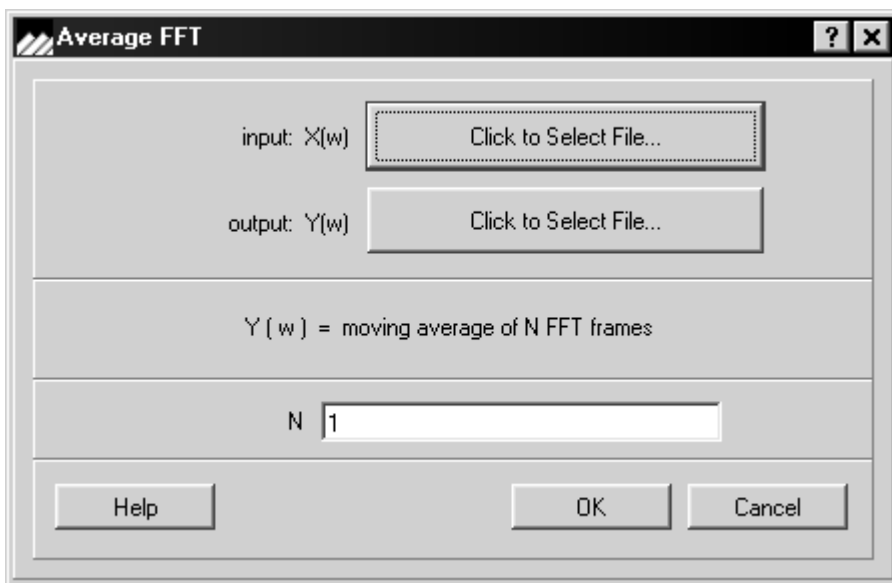 Average FFT
input: X(w) Click to Select File...
output: Y(w) Click to Select File...
Y ( w ) = moving average of N FFT frames
N 1
Help OK Cancel